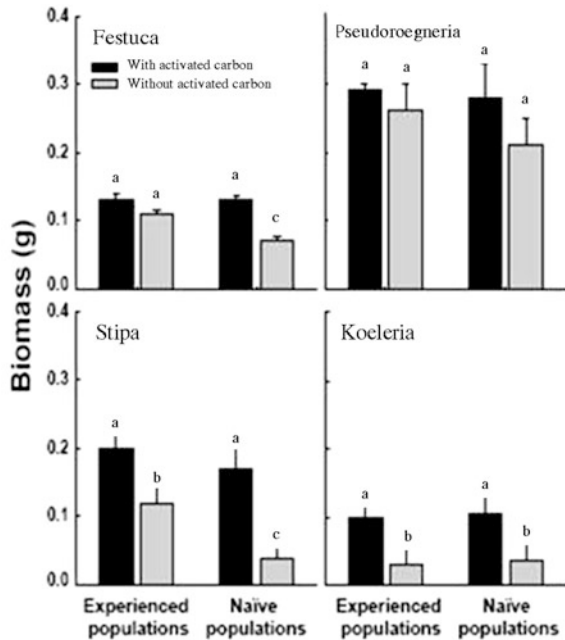 Biomass (g)
Festuca
With activated carbon
Without activated carbon
0.4
0.3
0.2
0.1
0.0
a
a
a
c
Pseudoroegneria
a
a
a
a
Stipa
0.4
0.3
0.2
0.1
0.0
a
b
a
c
Koeleria
a
b
a
b
Experienced
populations
Naïve
populations
Experienced
populations
Naïve
populations